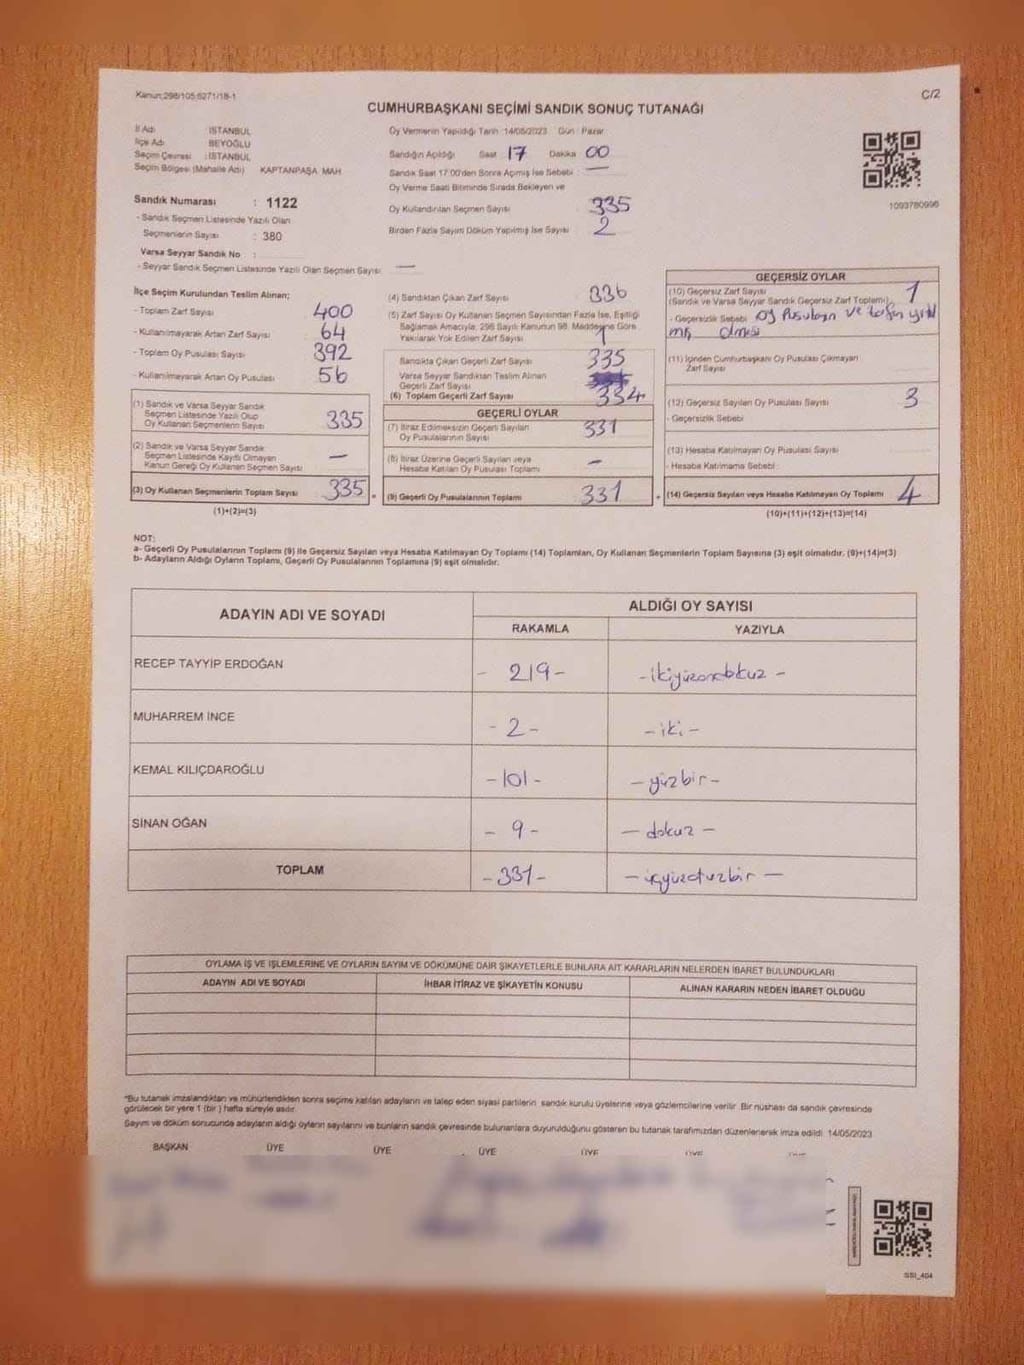 Kanun:298/105;6271/18-1
C/2
CUMHURBAŞKANI SEÇİMİ SANDIK SONUÇ TUTANAĞI
İl Adı İSTANBUL
İlçe Adı BEYOĞLU
Seçim Çevresi : İSTANBUL
Seçim Bölgesi (Mahalle Adı) KAPTANPAŞA MAH
Sandık Numarası : 1122
- Sandık Seçmen Listesinde Yazılı Olan
Seçmenlerin Sayısı : 380
Varsa Seyyar Sandık No :
- Seyyar Sandık Seçmen Listesinde Yazılı Olan Seçmen Sayısı: —
Oy Vermenin Yapıldığı Tarih :14/05/2023 Gün : Pazar
Sandığın Açıldığı Saat : 17 Dakika : 00
Sandık Saat 17:00'den Sonra Açılmış İse Sebebi : —
Oy Verme Saati Bitiminde Sırada Bekleyen ve
Oy Kullandırılan Seçmen Sayısı : 335
Birden Fazla Sayım Döküm Yapılmış İse Sayısı : 2
1093780996
İlçe Seçim Kurulundan Teslim Alınan;
- Toplam Zarf Sayısı : 400
- Kullanılmayarak Artan Zarf Sayısı : 64
- Toplam Oy Pusulası Sayısı : 392
- Kullanılmayarak Artan Oy Pusulası : 56
(1) Sandık ve Varsa Seyyar Sandık
Seçmen Listesinde Yazılı Olup
Oy Kullanan Seçmenlerin Sayısı : 335
(2) Sandık ve Varsa Seyyar Sandık
Seçmen Listesinde Kayıtlı Olmayan
Kanun Gereği Oy Kullanan Seçmen Sayısı : —
(3) Oy Kullanan Seçmenlerin Toplam Sayısı : 335 =
(1)+(2)=(3)
(4) Sandıktan Çıkan Zarf Sayısı : 336
(5) Zarf Sayısı Oy Kullanan Seçmen Sayısından Fazla İse, Eşitliği
Sağlamak Amacıyla, 298 Sayılı Kanunun 98. Maddesine Göre
Yakılarak Yok Edilen Zarf Sayısı : 1
Sandıkta Çıkan Geçerli Zarf Sayısı : 335
Varsa Seyyar Sandıktan Teslim Alınan
Geçerli Zarf Sayısı
(6) Toplam Geçerli Zarf Sayısı : 334
GEÇERLİ OYLAR
(7) İtiraz Edilmeksizin Geçerli Sayılan
Oy Pusulalarının Sayısı : 331
(8) İtiraz Üzerine Geçerli Sayılan veya
Hesaba Katılan Oy Pusulası Toplamı : —
(9) Geçerli Oy Pusulalarının Toplamı : 331 +
GEÇERSİZ OYLAR
(10) Geçersiz Zarf Sayısı : 1
(Sandık ve Varsa Seyyar Sandık Geçersiz Zarf Toplamı)
- Geçersizlik Sebebi : Oy Pusulasın ve zarfın yırtıl
mış olması
(11) İçinden Cumhurbaşkanı Oy Pusulası Çıkmayan
Zarf Sayısı :
(12) Geçersiz Sayılan Oy Pusulası Sayısı : 3
- Geçersizlik Sebebi :
(13) Hesaba Katılmayan Oy Pusulası Sayısı :
- Hesaba Katılmama Sebebi :
(14) Geçersiz Sayılan veya Hesaba Katılmayan Oy Toplamı : 4
(10)+(11)+(12)+(13)=(14)
NOT:
a- Geçerli Oy Pusulalarının Toplamı (9) ile Geçersiz Sayılan veya Hesaba Katılmayan Oy Toplamı (14) Toplamları, Oy Kullanan Seçmenlerin Toplam Sayısına (3) eşit olmalıdır. (9)+(14)=(3)
b- Adayların Aldığı Oyların Toplamı, Geçerli Oy Pusulalarının Toplamına (9) eşit olmalıdır.
ADAYIN ADI VE SOYADI ALDIĞI OY SAYISI
RAKAMLA YAZIYLA
RECEP TAYYİP ERDOĞAN - 219 - - ikiyüzondokuz -
MUHARREM İNCE - 2 - - iki -
KEMAL KILIÇDAROĞLU - 101 - - yüzbir -
SİNAN OĞAN - 9 - - dokuz -
TOPLAM - 331 - - üçyüzotuzbir -
OYLAMA İŞ VE İŞLEMLERİNE VE OYLARIN SAYIM VE DÖKÜMÜNE DAİR ŞİKAYETLERLE BUNLARA AİT KARARLARIN NELERDEN İBARET BULUNDUKLARI
ADAYIN ADI VE SOYADI İHBAR İTİRAZ VE ŞİKAYETİN KONUSU ALINAN KARARIN NEDEN İBARET OLDUĞU
*Bu tutanak imzalandıktan ve mühürlendikten sonra seçime katılan adayların ve talep eden siyasi partilerin sandık kurulu üyelerine veya gözlemcilerine verilir. Bir nüshası da sandık çevresinde
görülecek bir yere 1 (bir ) hafta süreyle asılır.
Sayım ve döküm sonucunda adayların aldığı oyların sayılarını ve bunların sandık çevresinde bulunanlara duyurulduğunu gösteren bu tutanak tarafımızdan düzenlenerek imza edildi. 14/05/2023
BAŞKAN ÜYE ÜYE ÜYE ÜYE ÜYE ÜYE
SSI_404